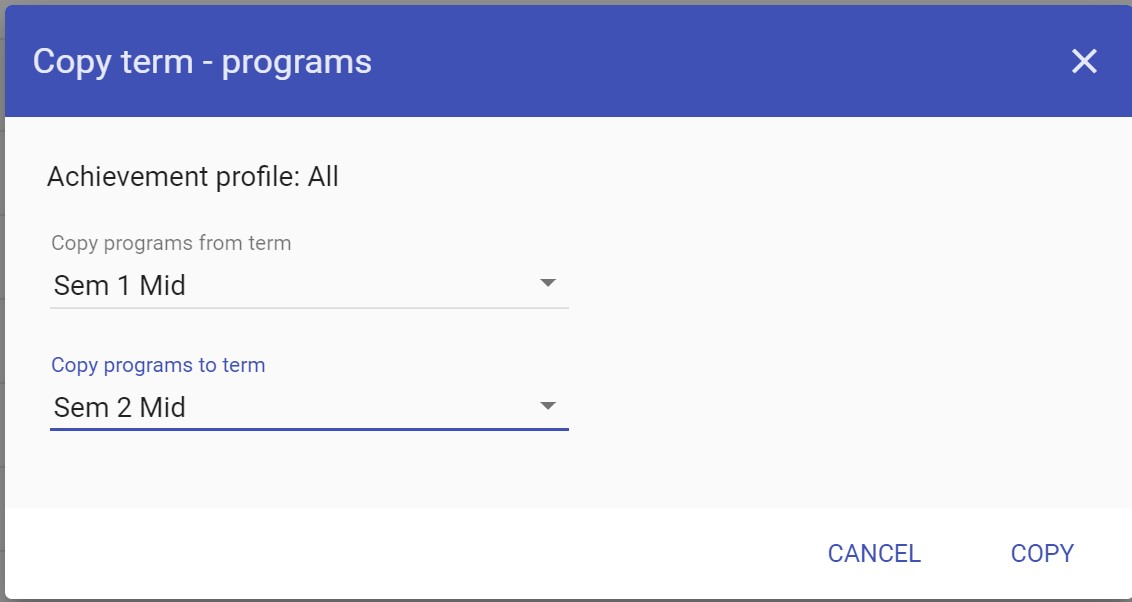 Copy term - programs
Achievement profile: All
Copy programs from term
Sem 1 Mid
Copy programs to term
Sem 2 Mid
CANCEL COPY